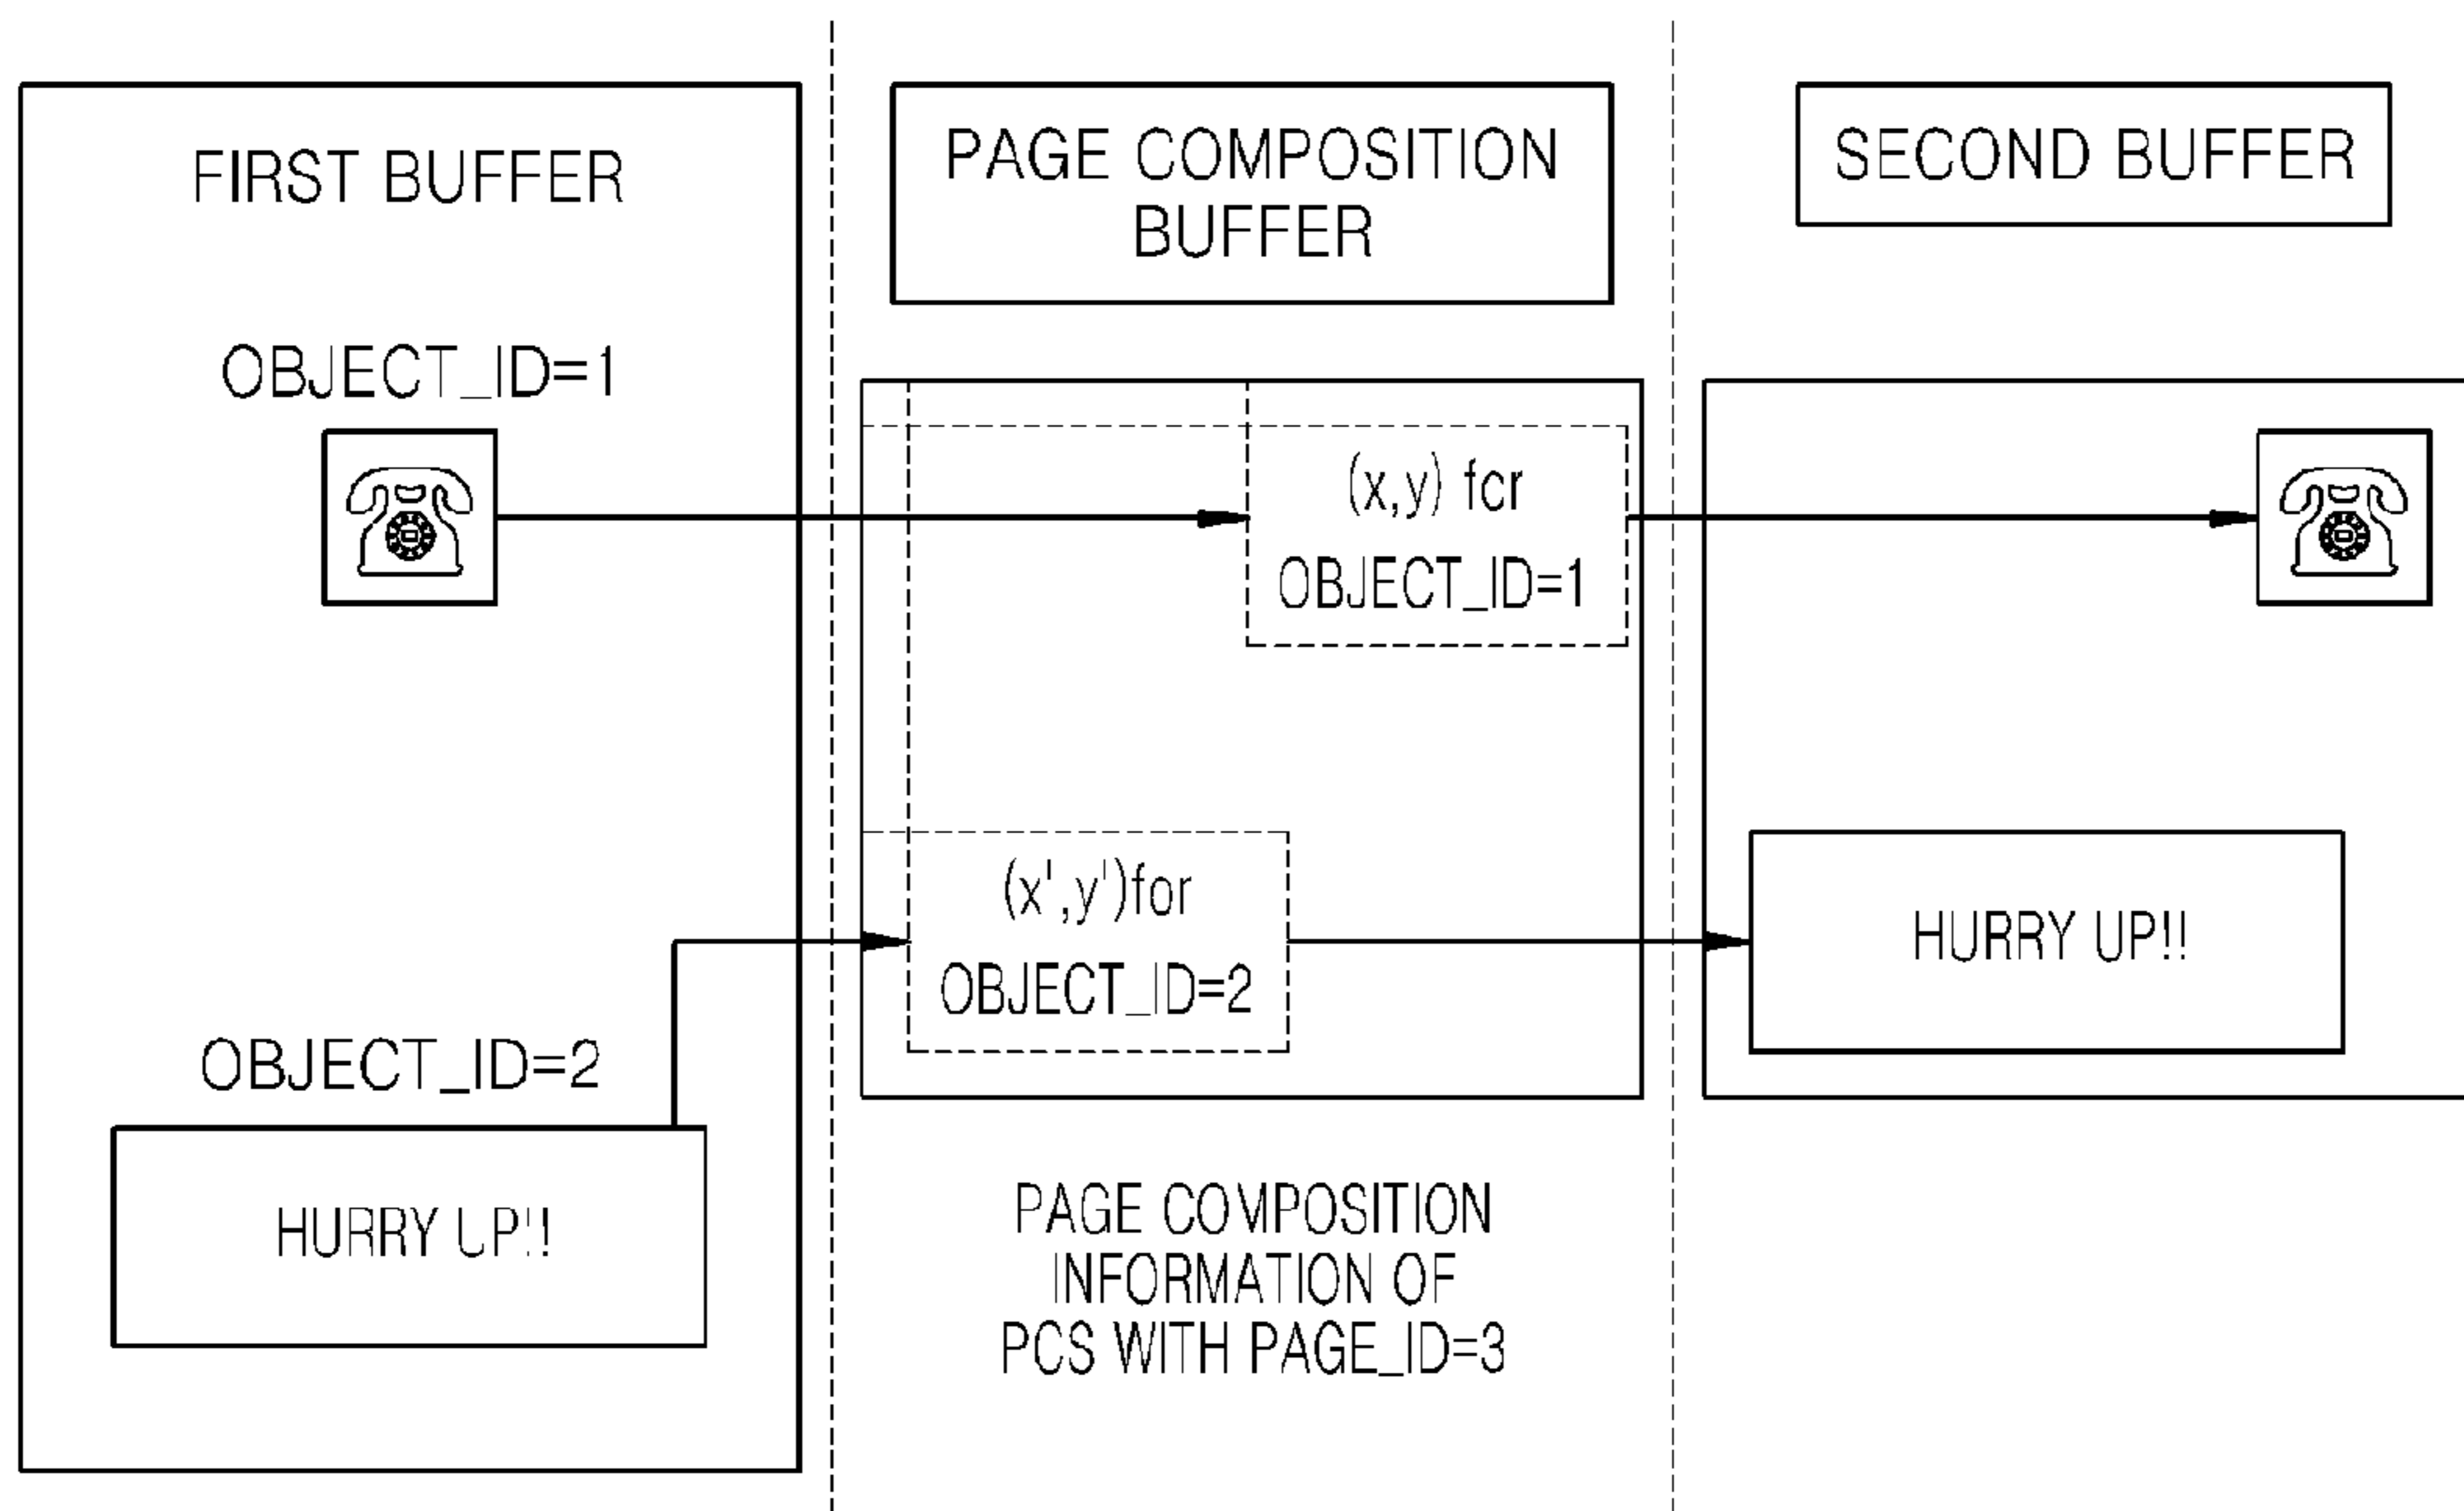 FIRST BUFFER
OBJECT_ID=1
OBJECT_ID=2
HURRY UP!!
PAGE COMPOSITION
BUFFER
(x,y) for
OBJECT_ID=1
(x',y')for
OBJECT_ID=2
PAGE COMPOSITION
INFORMATION OF
PCS WITH PAGE_ID=3
SECOND BUFFER
HURRY UP!!